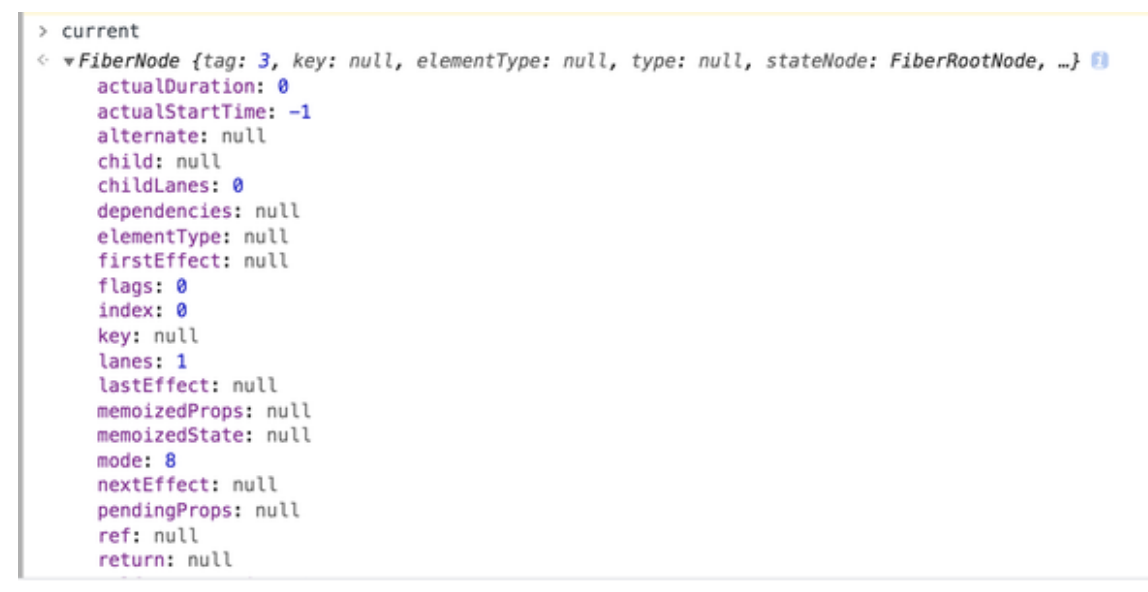 > current
FiberNode {tag: 3, key: null, elementType: null, type: null, stateNode: FiberRootNode, …}
actualDuration: 0
actualStartTime: -1
alternate: null
child: null
childLanes: 0
dependencies: null
elementType: null
firstEffect: null
flags: 0
index: 0
key: null
lanes: 1
lastEffect: null
memoizedProps: null
memoizedState: null
mode: 8
nextEffect: null
pendingProps: null
ref: null
return: null